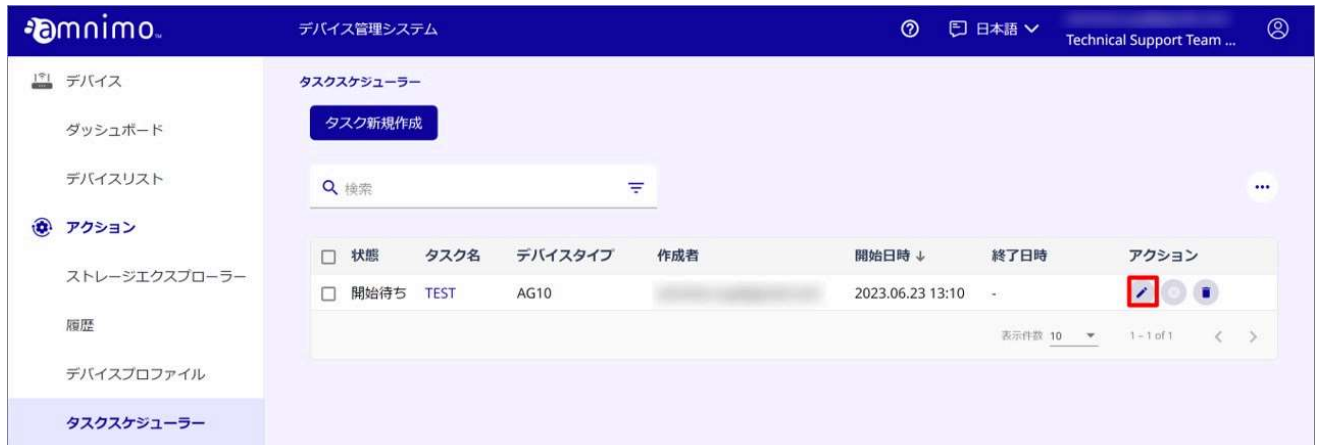 amnimo
デバイス管理システム
日本語
Technical Support Team ...
デバイス
ダッシュボード
デバイスリスト
アクション
ストレージエクスプローラー
履歴
デバイスプロファイル
タスクスケジューラー
タスクスケジューラー
タスク新規作成
検索
状態 タスク名 デバイスタイプ 作成者 開始日時 ↓ 終了日時 アクション
開始待ち TEST AG10 2023.06.23 13:10 -
表示件数 10 1 – 1 of 1